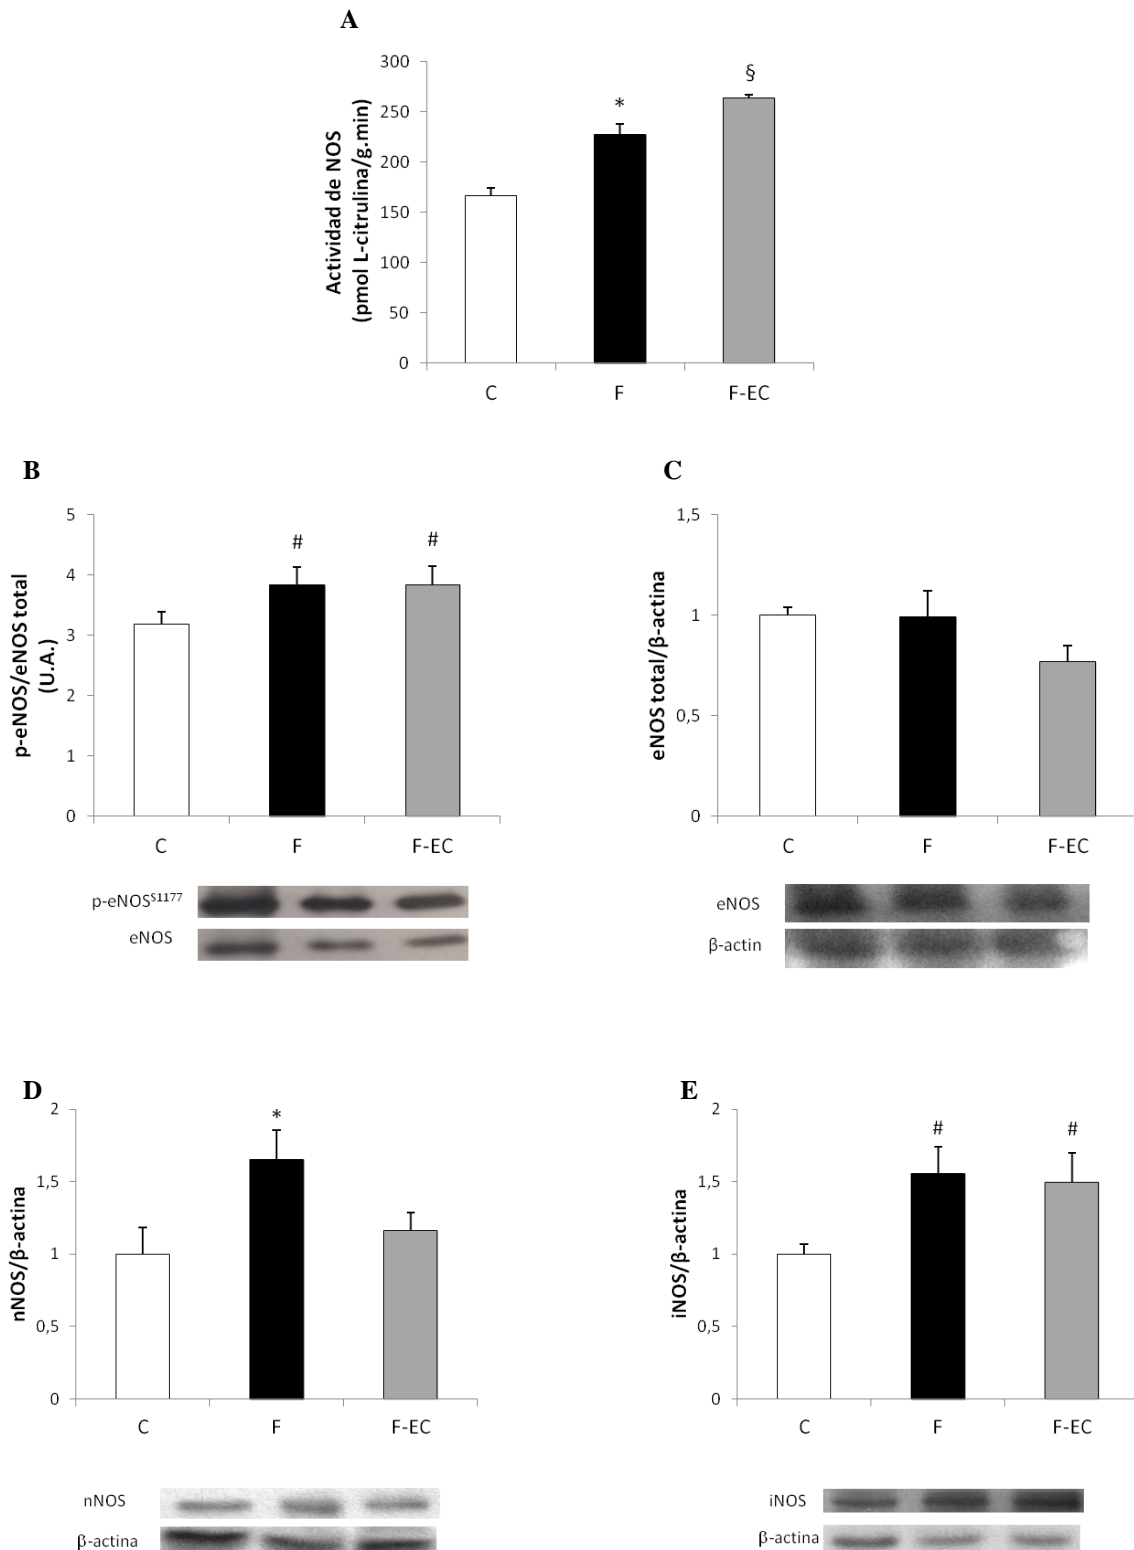 A
300
250
200
150
100
50
0
Actividad de NOS
(pmol L-citrulina/g.min)
*
§
C F F-EC
B
5
4
3
2
1
0
p-eNOS/eNOS total
(U.A.)
# #
C F F-EC
p-eNOSS1177
eNOS
C
1,5
1
0,5
0
eNOS total/β-actina
C F F-EC
eNOS
β-actin
D
2
1,5
1
0,5
0
nNOS/β-actina
*
C F F-EC
nNOS
β-actina
E
2
1,5
1
0,5
0
iNOS/β-actina
# #
C F F-EC
iNOS
β-actina